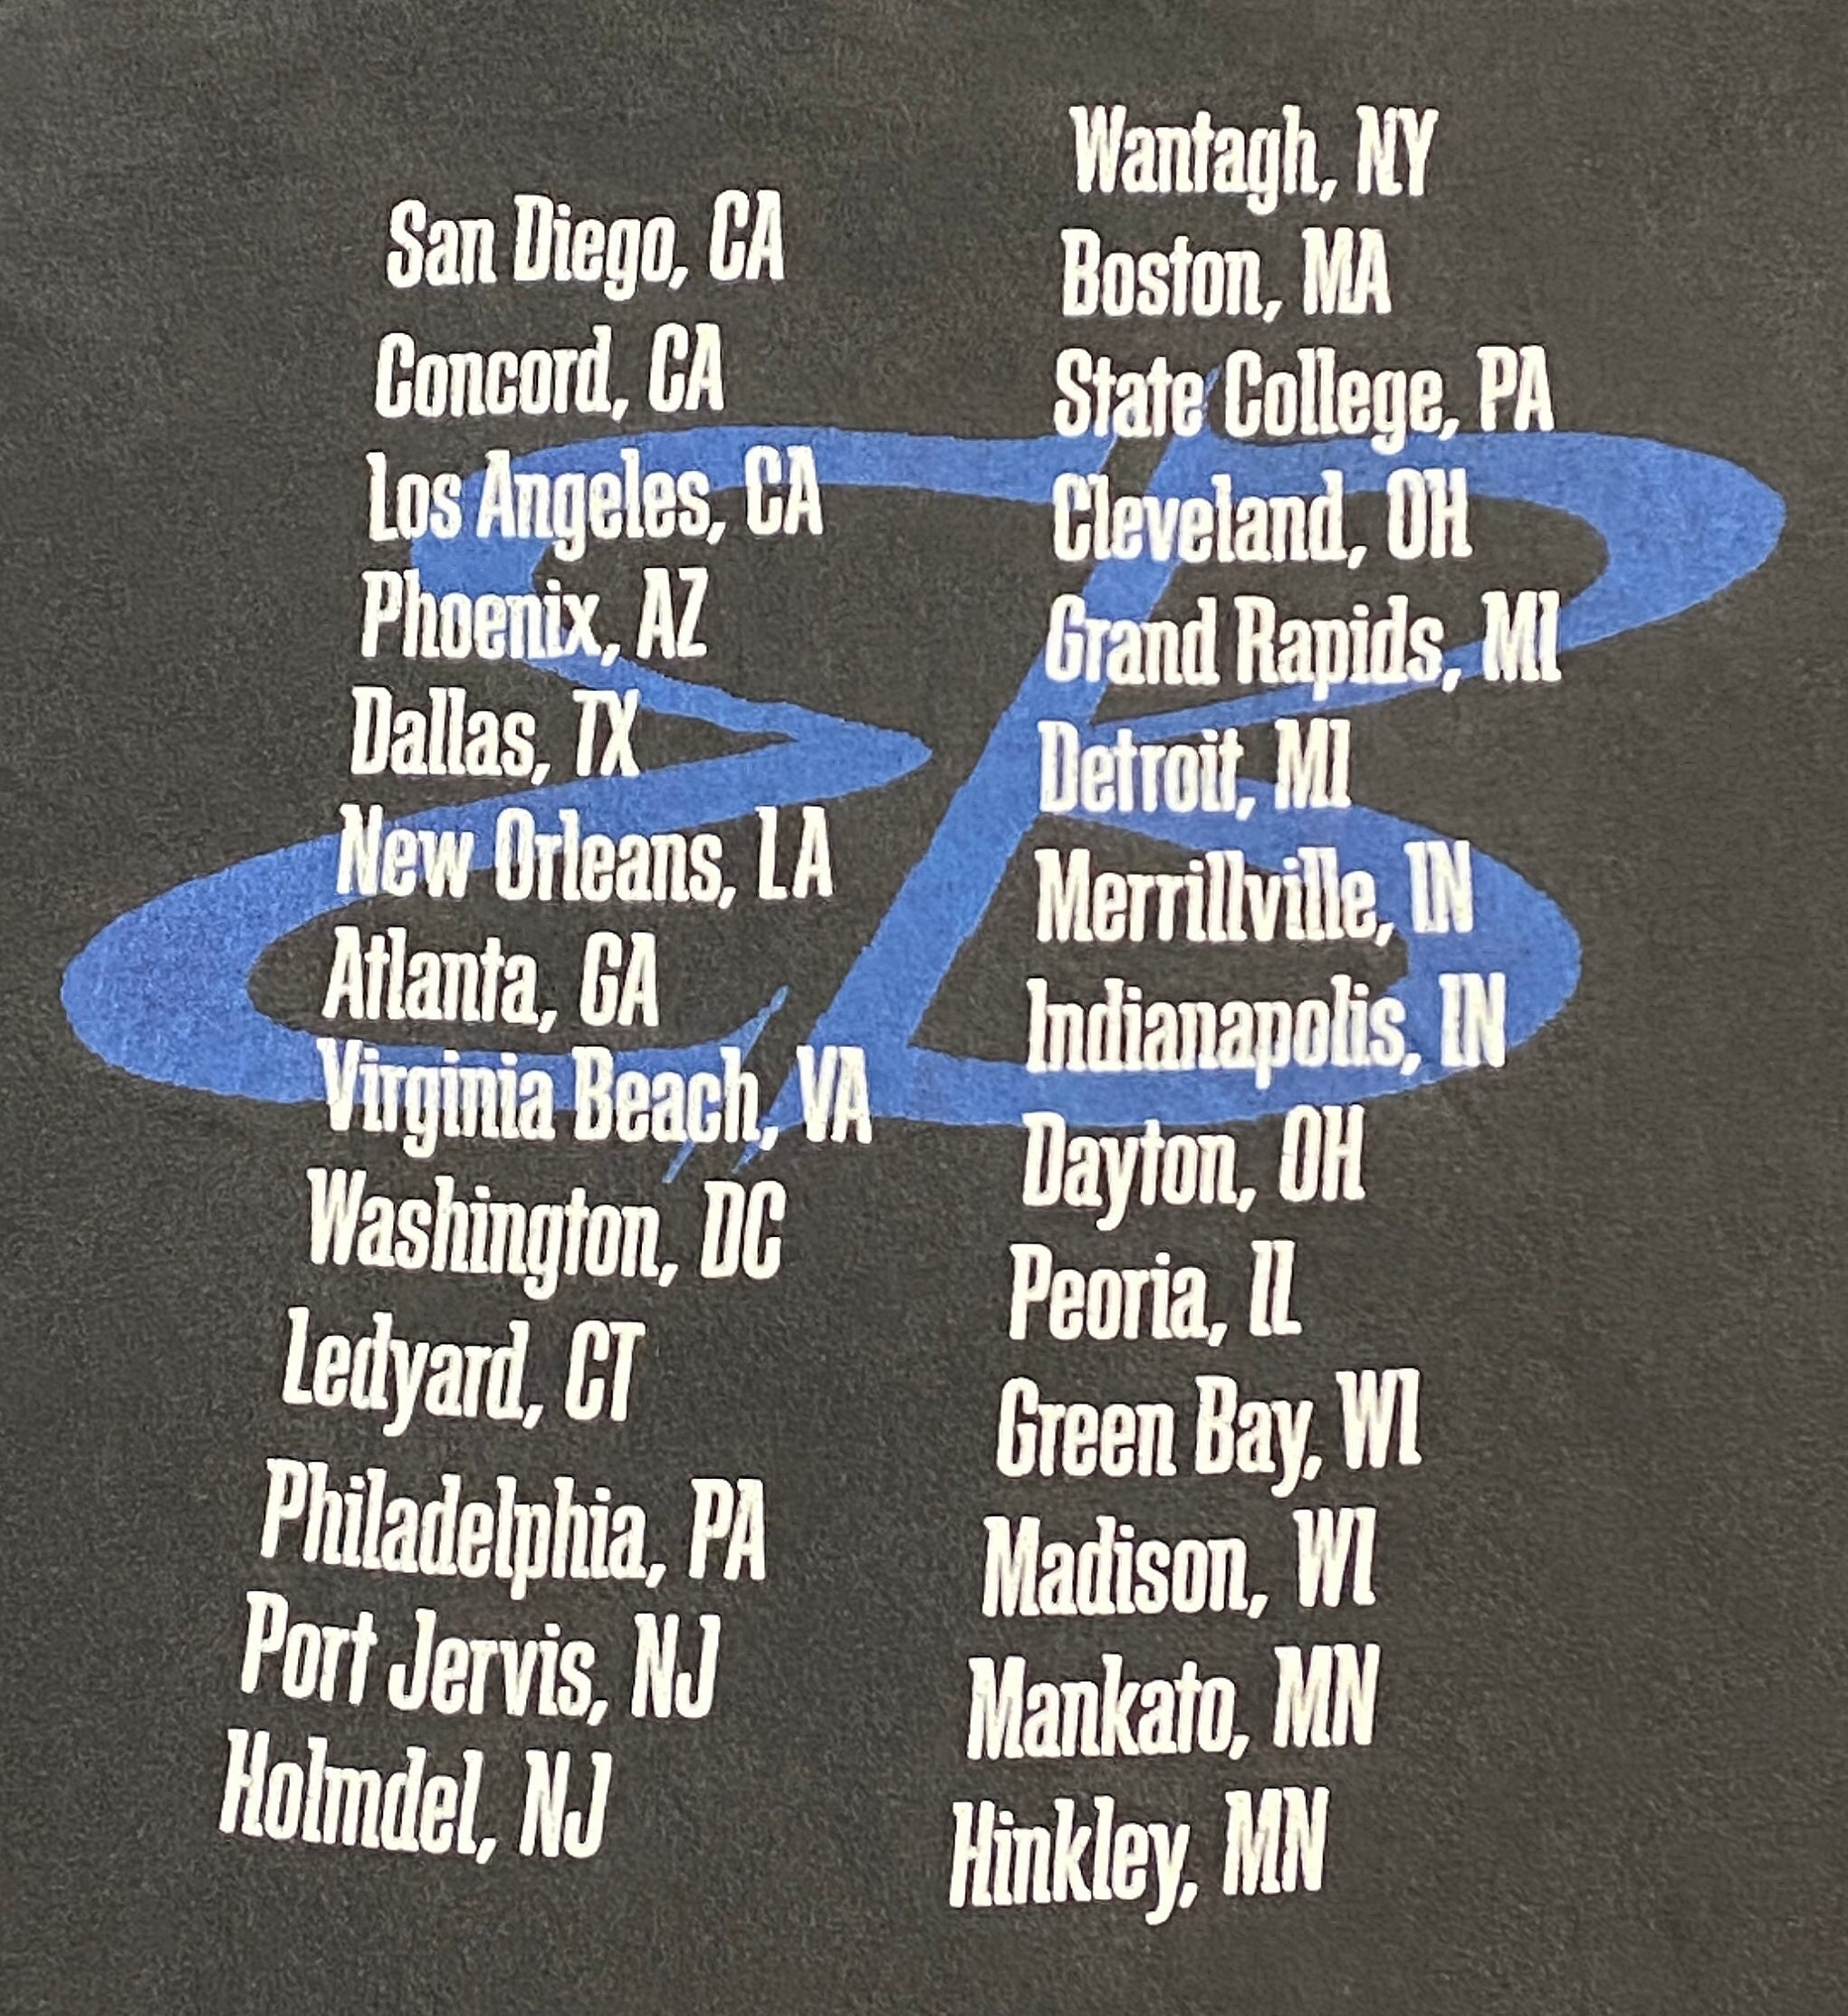 San Diego, CA
Concord, CA
Los Angeles, CA
Phoenix, AZ
Dallas, TX
New Orleans, LA
Atlanta, GA
Virginia Beach, VA
Washington, DC
Ledyard, CT
Philadelphia, PA
Port Jervis, NJ
Holmdel, NJ
Wantagh, NY
Boston, MA
State College, PA
Cleveland, OH
Grand Rapids, MI
Detroit, MI
Merrillville, IN
Indianapolis, IN
Dayton, OH
Peoria, IL
Green Bay, WI
Madison, WI
Mankato, MN
Hinkley, MN